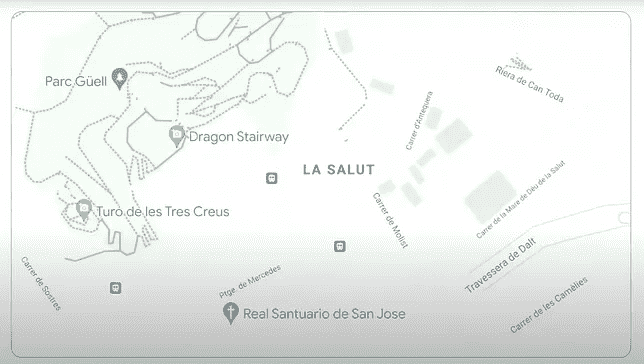 Riera de Can Toda
Parc Güell
Carrer d'Antequera
Dragon Stairway
LA SALUT
Carrer de la Mare de Déu de la Salut
Turo de les Tres Creus
Carrer de Molist
Travessera de Dalt
Carrer de Sostres
Ptge. de Mercedes
Carrer de les Camèlies
Real Santuario de San Jose